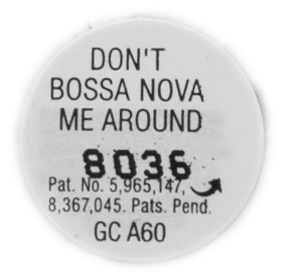 DON'T
BOSSA NOVA
ME AROUND
8036
Pat. No. 5,965,147,
8,367,045. Pats. Pend.
GC A60